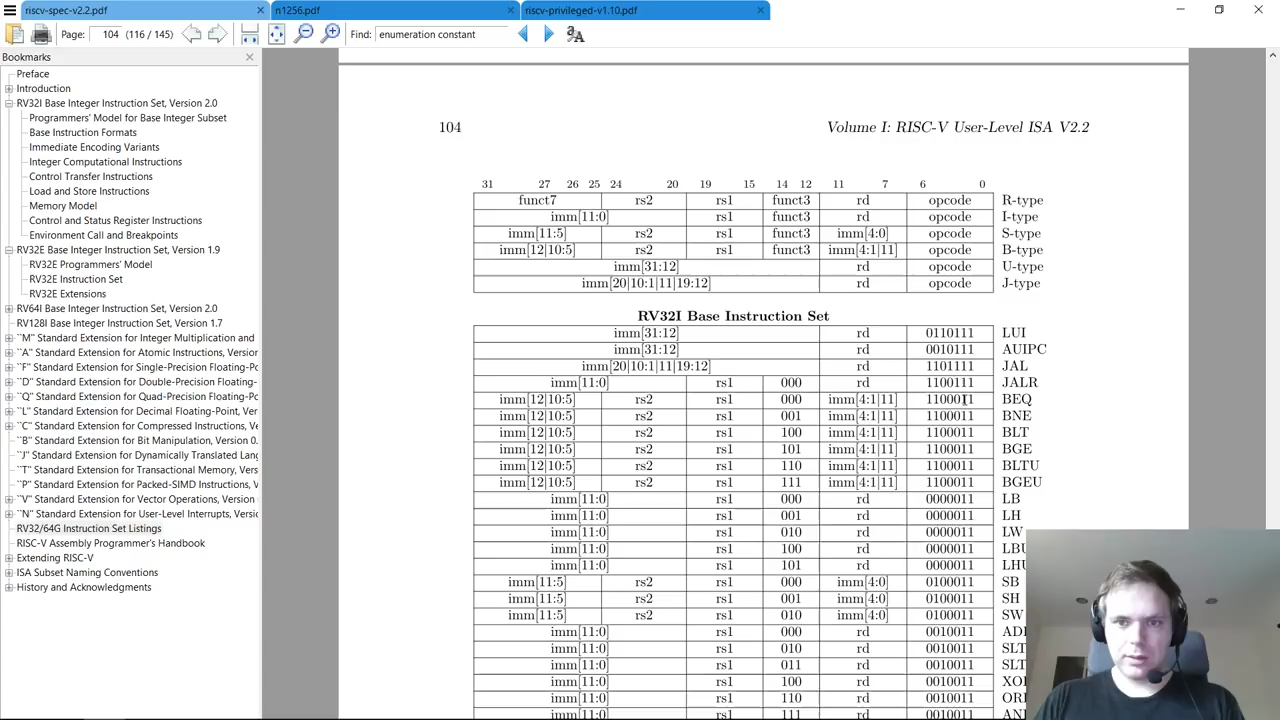 riscv-spec-v2.2.pdf n1256.pdf riscv-privileged-v1.10.pdf
Page: 104 (116 / 145) Find: enumeration constant
Bookmarks
Preface
Introduction
RV32I Base Integer Instruction Set, Version 2.0
Programmers' Model for Base Integer Subset
Base Instruction Formats
Immediate Encoding Variants
Integer Computational Instructions
Control Transfer Instructions
Load and Store Instructions
Memory Model
Control and Status Register Instructions
Environment Call and Breakpoints
RV32E Base Integer Instruction Set, Version 1.9
RV32E Programmers' Model
RV32E Instruction Set
RV32E Extensions
RV64I Base Integer Instruction Set, Version 2.0
RV128I Base Integer Instruction Set, Version 1.7
``M'' Standard Extension for Integer Multiplication and
``A'' Standard Extension for Atomic Instructions, Version
``F'' Standard Extension for Single-Precision Floating-
``D'' Standard Extension for Double-Precision Floating-
``Q'' Standard Extension for Quad-Precision Floating-
``L'' Standard Extension for Decimal Floating-Point, Ver
``C'' Standard Extension for Compressed Instructions, Ve
``B'' Standard Extension for Bit Manipulation, Version 0.
``J'' Standard Extension for Dynamically Translated Lang
``T'' Standard Extension for Transactional Memory, Vers
``P'' Standard Extension for Packed-SIMD Instructions,
``V'' Standard Extension for Vector Operations, Version
``N'' Standard Extension for User-Level Interrupts, Versio
RV32/64G Instruction Set Listings
RISC-V Assembly Programmer's Handbook
Extending RISC-V
ISA Subset Naming Conventions
History and Acknowledgments
104 Volume I: RISC-V User-Level ISA V2.2
31 27 26 25 24 20 19 15 14 12 11 7 6 0
funct7 rs2 rs1 funct3 rd opcode R-type
imm[11:0] rs1 funct3 rd opcode I-type
imm[11:5] rs2 rs1 funct3 imm[4:0] opcode S-type
imm[12|10:5] rs2 rs1 funct3 imm[4:1|11] opcode B-type
imm[31:12] rd opcode U-type
imm[20|10:1|11|19:12] rd opcode J-type
RV32I Base Instruction Set
imm[31:12] rd 0110111 LUI
imm[31:12] rd 0010111 AUIPC
imm[20|10:1|11|19:12] rd 1101111 JAL
imm[11:0] rs1 000 rd 1100111 JALR
imm[12|10:5] rs2 rs1 000 imm[4:1|11] 1100011 BEQ
imm[12|10:5] rs2 rs1 001 imm[4:1|11] 1100011 BNE
imm[12|10:5] rs2 rs1 100 imm[4:1|11] 1100011 BLT
imm[12|10:5] rs2 rs1 101 imm[4:1|11] 1100011 BGE
imm[12|10:5] rs2 rs1 110 imm[4:1|11] 1100011 BLTU
imm[12|10:5] rs2 rs1 111 imm[4:1|11] 1100011 BGEU
imm[11:0] rs1 000 rd 0000011 LB
imm[11:0] rs1 001 rd 0000011 LH
imm[11:0] rs1 010 rd 0000011 LW
imm[11:0] rs1 100 rd 0000011 LBU
imm[11:0] rs1 101 rd 0000011 LHU
imm[11:5] rs2 rs1 000 imm[4:0] 0100011 SB
imm[11:5] rs2 rs1 001 imm[4:0] 0100011 SH
imm[11:5] rs2 rs1 010 imm[4:0] 0100011 SW
imm[11:0] rs1 000 rd 0010011 AD
imm[11:0] rs1 010 rd 0010011 SLT
imm[11:0] rs1 011 rd 0010011 SLT
imm[11:0] rs1 100 rd 0010011 XO
imm[11:0] rs1 110 rd 0010011 OR
imm[11:0] rs1 111 rd 0010011 AN